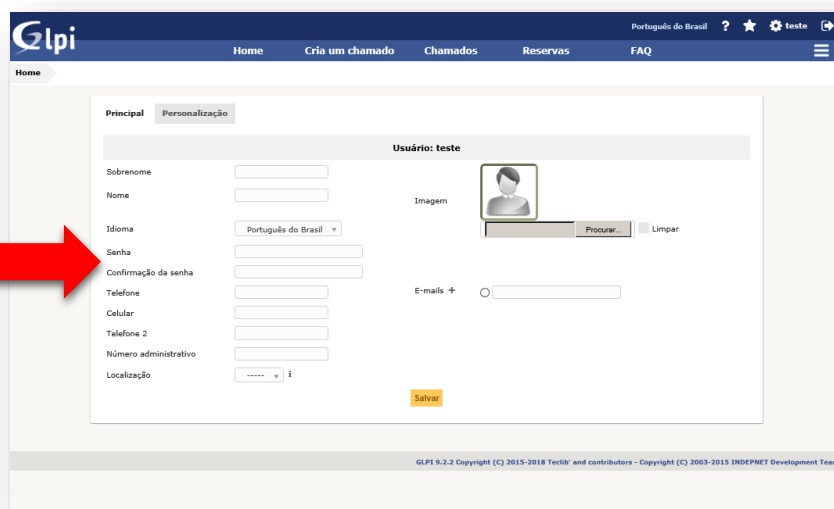 Glpi
Português do Brasil ? teste
Home Cria um chamado Chamados Reservas FAQ
Home
Principal Personalização
Usuário: teste
Sobrenome
Nome
Imagem
Idioma Português do Brasil Procurar... Limpar
Senha
Confirmação da senha
Telefone E-mails +
Celular
Telefone 2
Número administrativo
Localização ----- i
Salvar
GLPI 9.2.2 Copyright (C) 2015-2018 Teclib' and contributors - Copyright (C) 2003-2015 INDEPNET Development